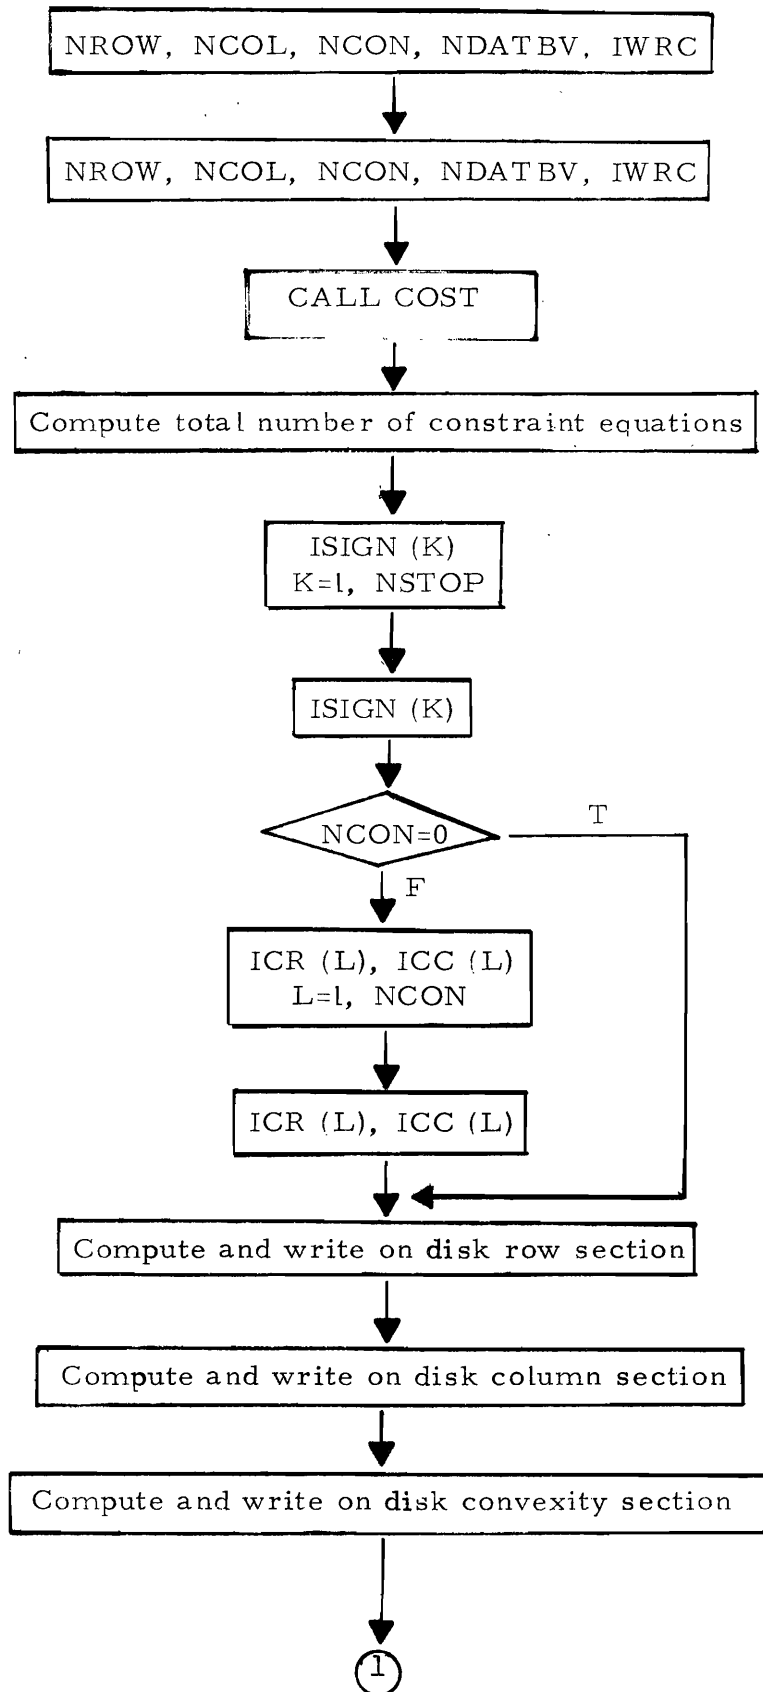 NROW, NCOL, NCON, NDATBV, IWRC
NROW, NCOL, NCON, NDATBV, IWRC
CALL COST
Compute total number of constraint equations
ISIGN (K)
K=1, NSTOP
ISIGN (K)
NCON=0
T
F
ICR (L), ICC (L)
L=1, NCON
ICR (L), ICC (L)
Compute and write on disk row section
Compute and write on disk column section
Compute and write on disk convexity section
1